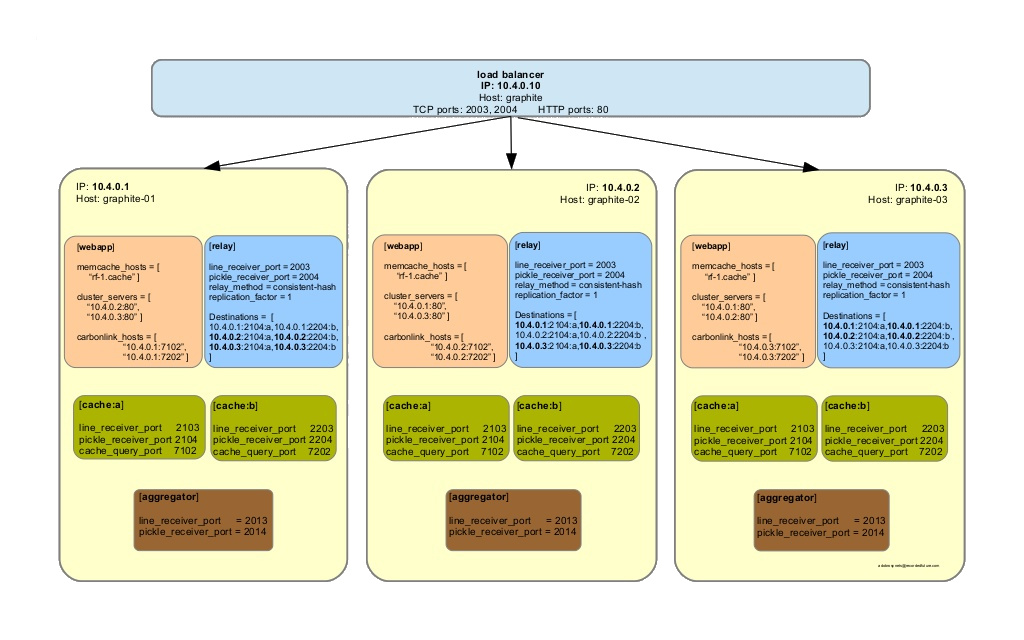 load balancer
IP: 10.4.0.10
Host: graphite
TCP ports: 2003, 2004 HTTP ports: 80
IP: 10.4.0.1
Host: graphite-01
[webapp]
memcache_hosts = [
"rf-1.cache" ]
cluster_servers = [
"10.4.0.2:80",
"10.4.0.3:80" ]
carbonlink_hosts = [
"10.4.0.1:7102",
"10.4.0.1:7202" ]
[relay]
line_receiver_port = 2003
pickle_receiver_port = 2004
relay_method = consistent-hash
replication_factor = 1
Destinations = [
10.4.0.1:2104:a,10.4.0.1:2204:b,
10.4.0.2:2104:a,10.4.0.2:2204:b,
10.4.0.3:2104:a,10.4.0.3:2204:b
]
[cache:a]
line_receiver_port 2103
pickle_receiver_port 2104
cache_query_port 7102
[cache:b]
line_receiver_port 2203
pickle_receiver_port 2204
cache_query_port 7202
[aggregator]
line_receiver_port = 2013
pickle_receiver_port = 2014
IP: 10.4.0.2
Host: graphite-02
[webapp]
memcache_hosts = [
"rf-1.cache" ]
cluster_servers = [
"10.4.0.1:80",
"10.4.0.3:80" ]
carbonlink_hosts = [
"10.4.0.2:7102",
"10.4.0.2:7202" ]
[relay]
line_receiver_port = 2003
pickle_receiver_port = 2004
relay_method = consistent-hash
replication_factor = 1
Destinations = [
10.4.0.1:2104:a,10.4.0.1:2204:b,
10.4.0.2:2104:a,10.4.0.2:2204:b ,
10.4.0.3:2104:a,10.4.0.3:2204:b
]
[cache:a]
line_receiver_port 2103
pickle_receiver_port 2104
cache_query_port 7102
[cache:b]
line_receiver_port 2203
pickle_receiver_port 2204
cache_query_port 7202
[aggregator]
line_receiver_port = 2013
pickle_receiver_port = 2014
IP: 10.4.0.3
Host: graphite-03
[webapp]
memcache_hosts = [
"rf-1.cache" ]
cluster_servers = [
"10.4.0.1:80",
"10.4.0.2:80" ]
carbonlink_hosts = [
"10.4.0.3:7102",
"10.4.0.3:7202" ]
[relay]
line_receiver_port = 2003
pickle_receiver_port = 2004
relay_method = consistent-hash
replication_factor = 1
Destinations = [
10.4.0.1:2104:a,10.4.0.1:2204:b,
10.4.0.2:2104:a,10.4.0.2:2204:b,
10.4.0.3:2104:a,10.4.0.3:2204:b
]
[cache:a]
line_receiver_port 2103
pickle_receiver_port 2104
cache_query_port 7102
[cache:b]
line_receiver_port 2203
pickle_receiver_port 2204
cache_query_port 7202
[aggregator]
line_receiver_port = 2013
pickle_receiver_port = 2014